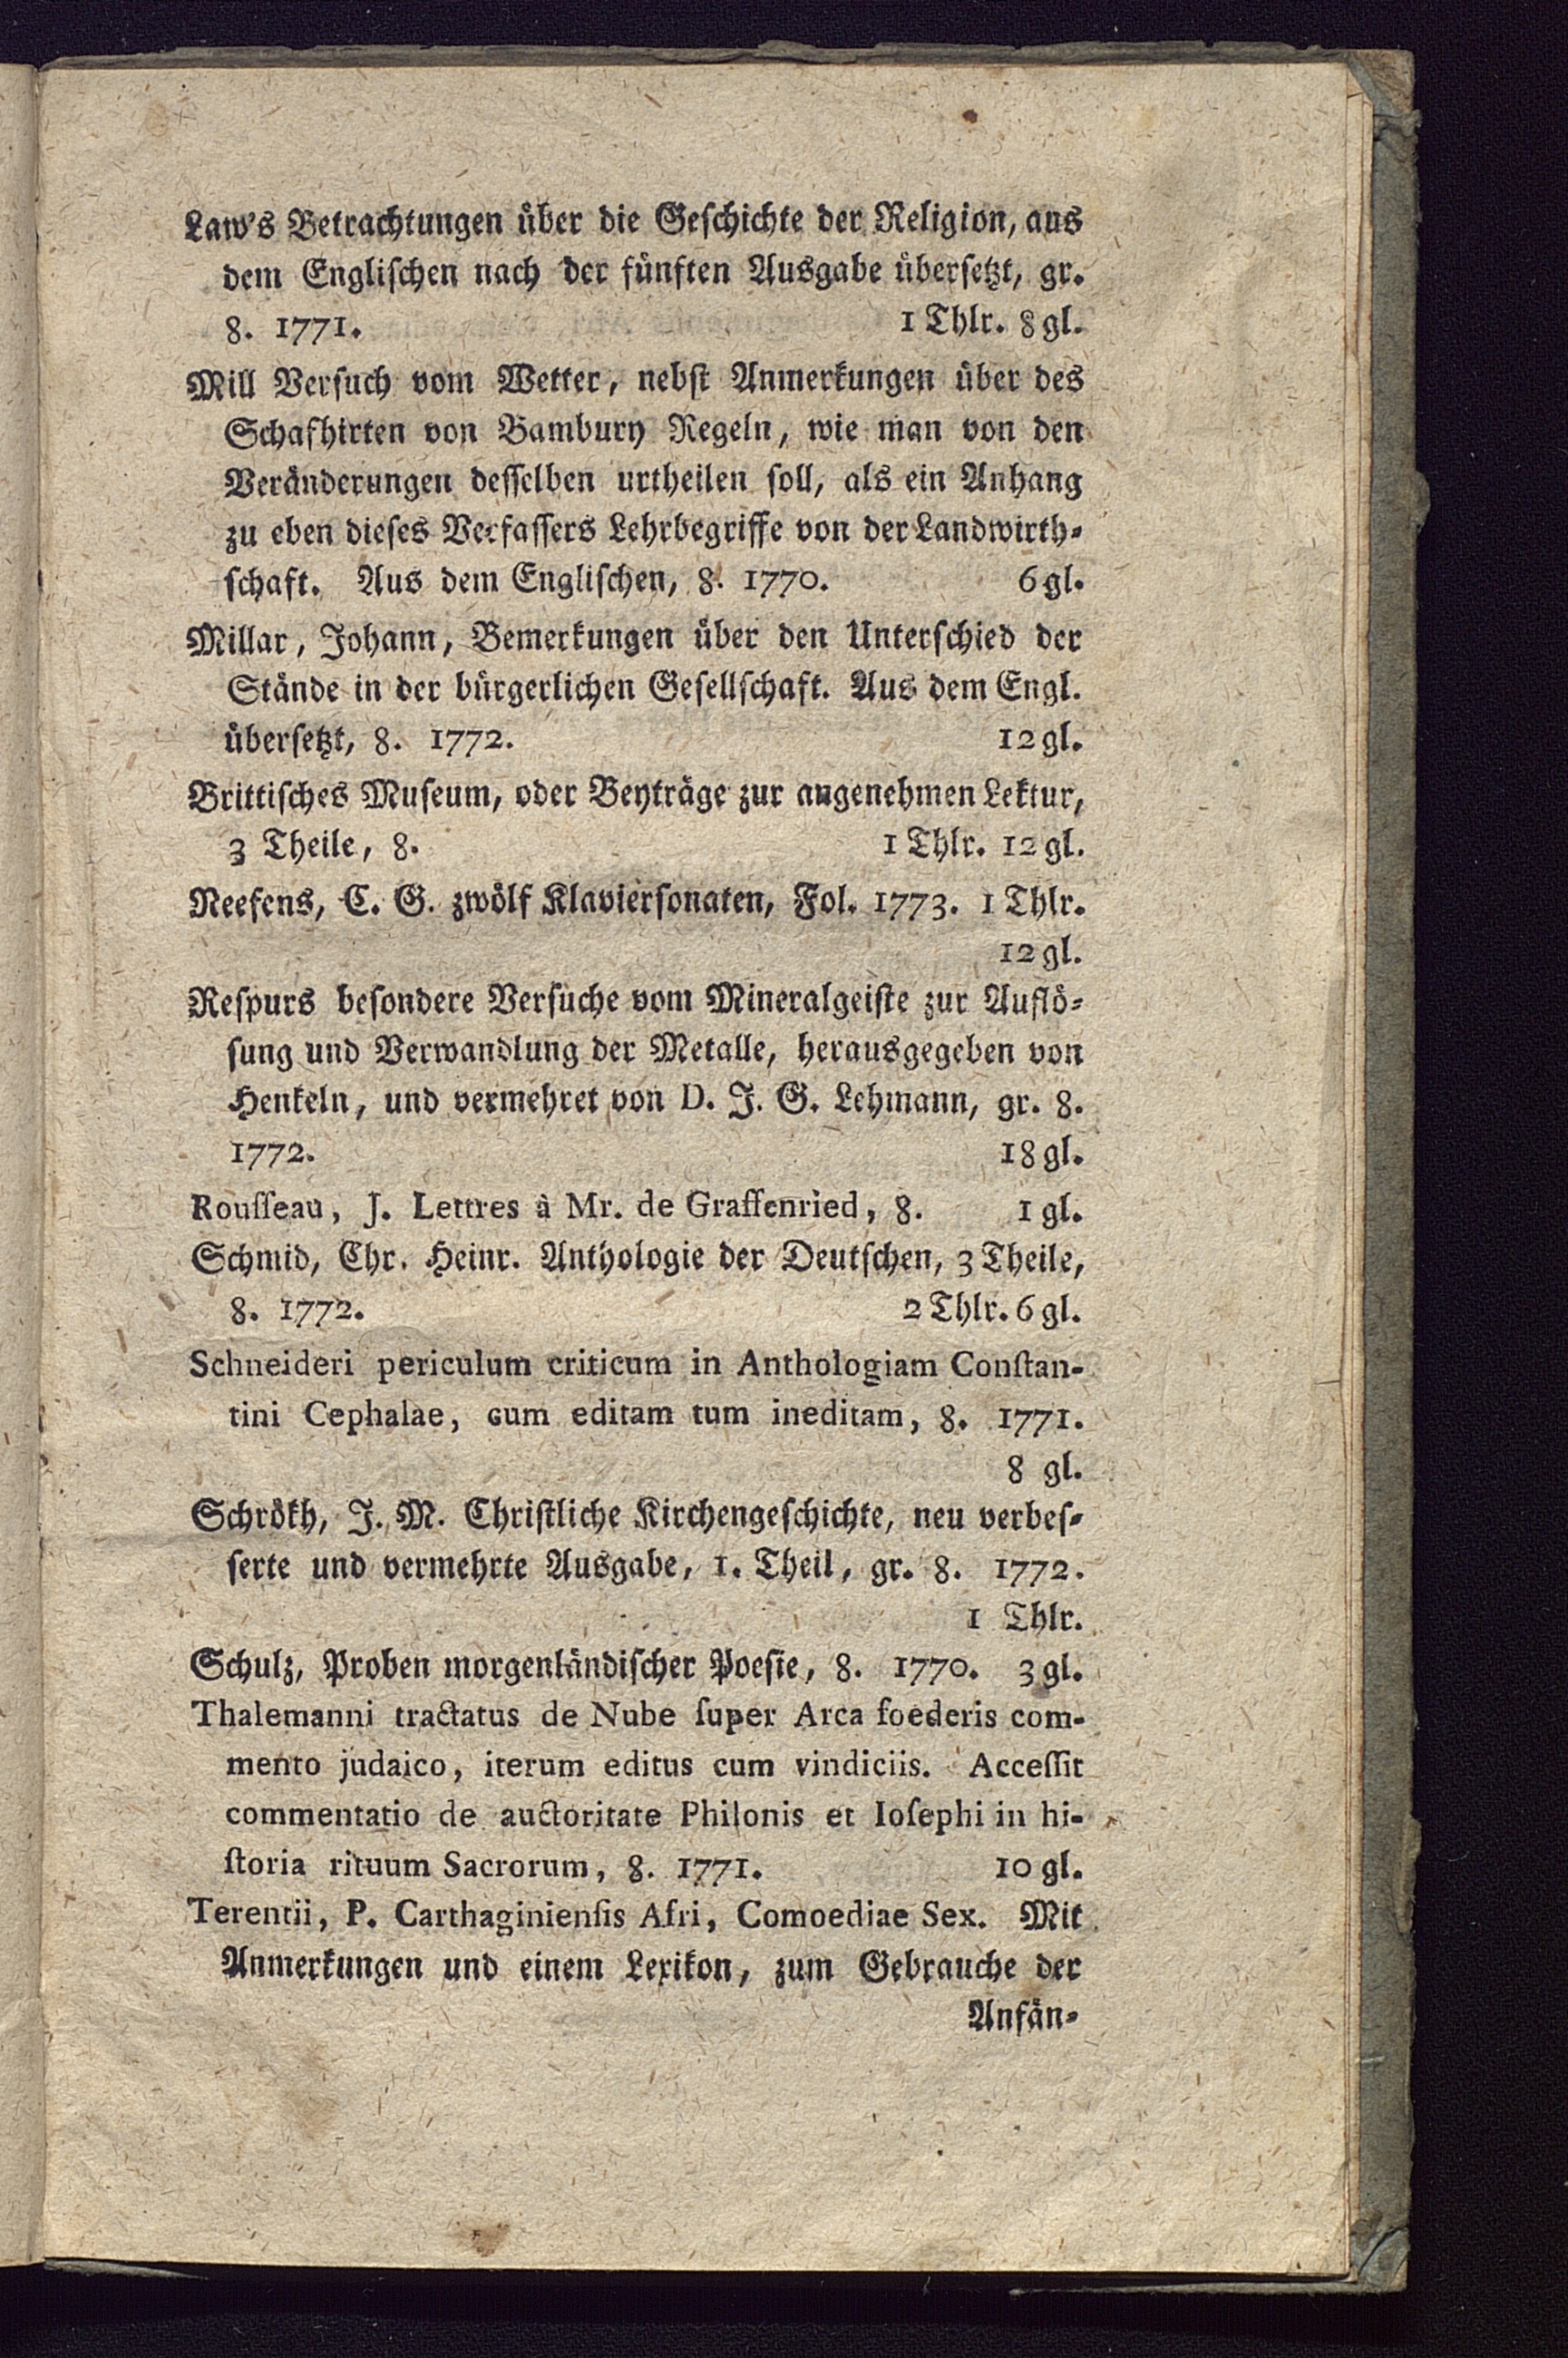 Law's Betrachtungen über die Geschichte der Religion, aus
dem Englischen nach der fünften Ausgabe übersetzt, gr.
8. 1771. 1 Thlr. 8 gl.
Mill Versuch vom Wetter, nebst Anmerkungen über des
Schafhirten von Bambury Regeln, wie man von den
Veränderungen desselben urtheilen soll, als ein Anhang
zu eben dieses Verfassers Lehrbegriffe von der Landwirth-
schaft. Aus dem Englischen, 8. 1770. 6 gl.
Millar, Johann, Bemerkungen über den Unterschied der
Stände in der bürgerlichen Gesellschaft. Aus dem Engl.
übersetzt, 8. 1772. 12 gl.
Brittisches Museum, oder Beyträge zur angenehmen Lektur,
3 Theile, 8. 1 Thlr. 12 gl.
Neefens, C. G. zwölf Klaviersonaten, Fol. 1773. 1 Thlr.
12 gl.
Respurs besondere Versuche vom Mineralgeiste zur Auflö-
sung und Verwandlung der Metalle, herausgegeben von
Henkeln, und vermehret von D. J. G. Lehmann, gr. 8.
1772. 18 gl.
Rouſſeau, J. Lettres à Mr. de Graffenried, 8. 1 gl.
Schmid, Chr. Heinr. Anthologie der Deutschen, 3 Theile,
8. 1772. 2 Thlr. 6 gl.
Schneideri periculum criticum in Anthologiam Conſtan-
tini Cephalae, cum editam tum ineditam, 8. 1771.
8 gl.
Schrökh, J. M. Christliche Kirchengeschichte, neu verbes-
serte und vermehrte Ausgabe, 1. Theil, gr. 8. 1772.
1 Thlr.
Schulz, Proben morgenländischer Poesie, 8. 1770. 3 gl.
Thalemanni tractatus de Nube ſuper Arca foederis com-
mento judaico, iterum editus cum vindiciis. Acceſſit
commentatio de auctoritate Philonis et Ioſephi in hi-
ſtoria rituum Sacrorum, 8. 1771. 10 gl.
Terentii, P. Carthaginienſis Afri, Comoediae Sex. Mit
Anmerkungen und einem Lexikon, zum Gebrauche der
Anfän-